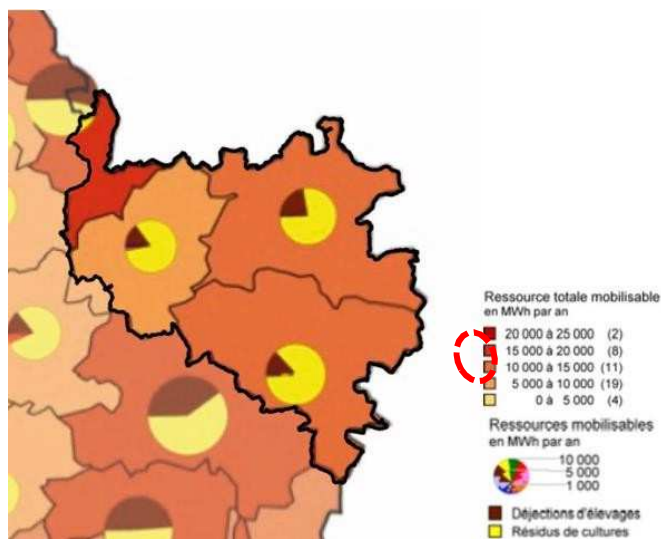 Ressource totale mobilisable
en MWh par an
20 000 à 25 000 (2)
15 000 à 20 000 (8)
10 000 à 15 000 (11)
5 000 à 10 000 (19)
0 à 5 000 (4)
Ressources mobilisables
en MWh par an
10 000
5 000
1 000
Déjections d'élevages
Résidus de cultures